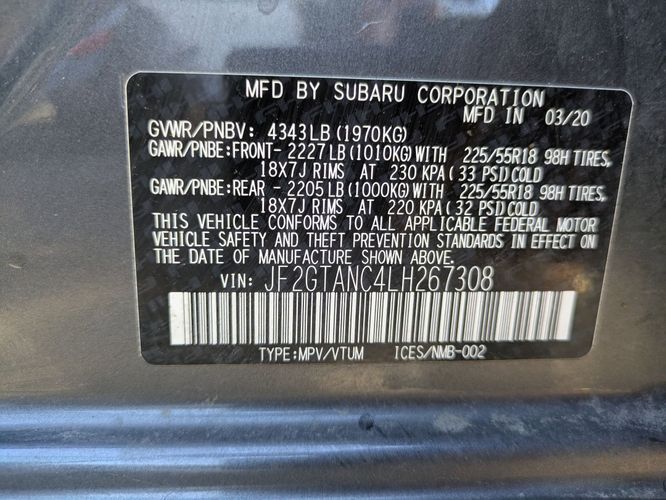 MFD BY SUBARU CORPORATION
MFD IN 03/20
GVWR/PNBV: 4343LB (1970KG)
GAWR/PNBE:FRONT- 2227LB (1010KG) WITH 225/55R18 98H TIRES,
18X7J RIMS AT 230 KPA (33 PSI) COLD
GAWR/PNBE:REAR - 2205LB (1000KG) WITH 225/55R18 98H TIRES,
18X7J RIMS AT 220 KPA (32 PSI) COLD
THIS VEHICLE CONFORMS TO ALL APPLICABLE FEDERAL MOTOR
VEHICLE SAFETY AND THEFT PREVENTION STANDARDS IN EFFECT ON
THE DATE OF MANUFACTURE SHOWN ABOVE.
VIN: JF2GTANC4LH267308
TYPE:MPV/VTUM ICES/NMB-002